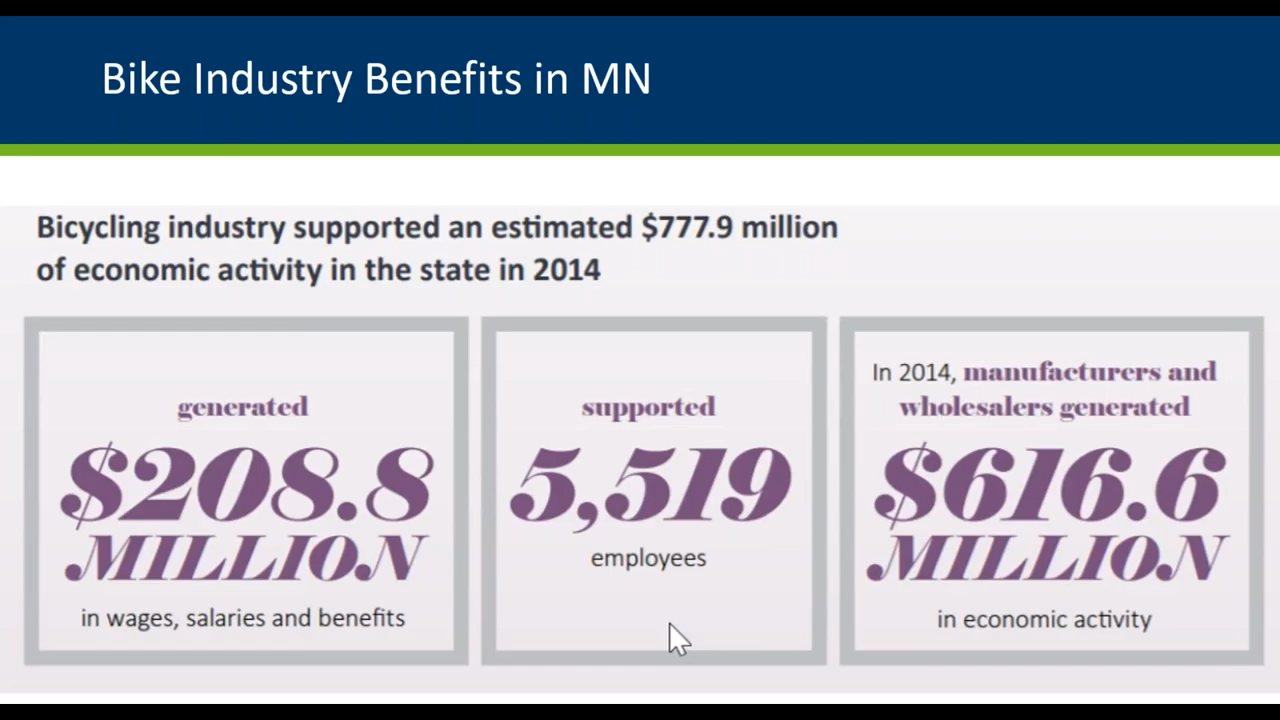 Bike Industry Benefits in MN
Bicycling industry supported an estimated $777.9 million
of economic activity in the state in 2014
generated
$208.8
MILLION
in wages, salaries and benefits
supported
5,519
employees
In 2014, manufacturers and
wholesalers generated
$616.6
MILLION
in economic activity